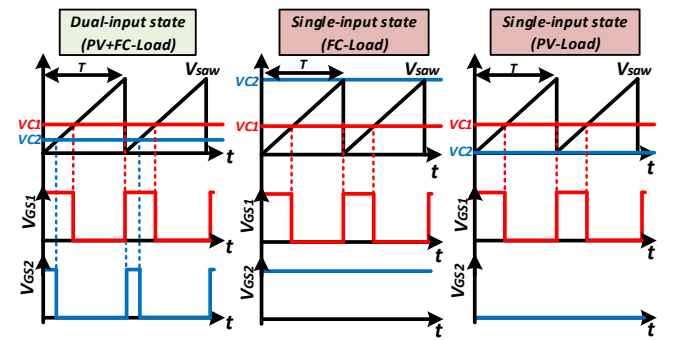 Dual-input state
(PV+FC-Load)
T
Vsaw
VC1
VC2
t
VGS1
t
VGS2
t
Single-input state
(FC-Load)
T
Vsaw
VC2
VC1
t
VGS1
t
VGS2
t
Single-input state
(PV-Load)
T
Vsaw
VC1
VC2
t
VGS1
t
VGS2
t